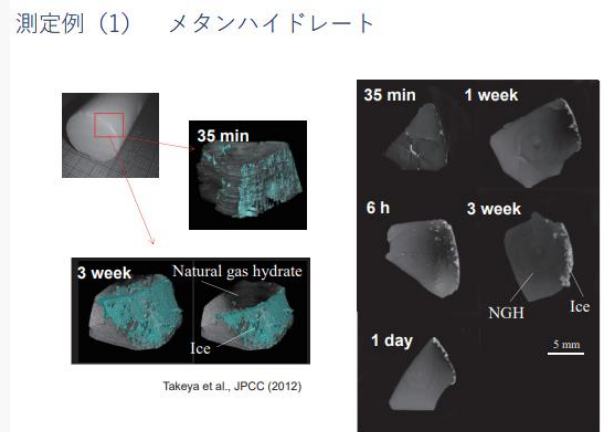 測定例（1）　メタンハイドレート
35 min
3 week
Natural gas hydrate
Ice
Takeya et al., JPCC (2012)
35 min
1 week
6 h
3 week
NGH
Ice
1 day
5 mm